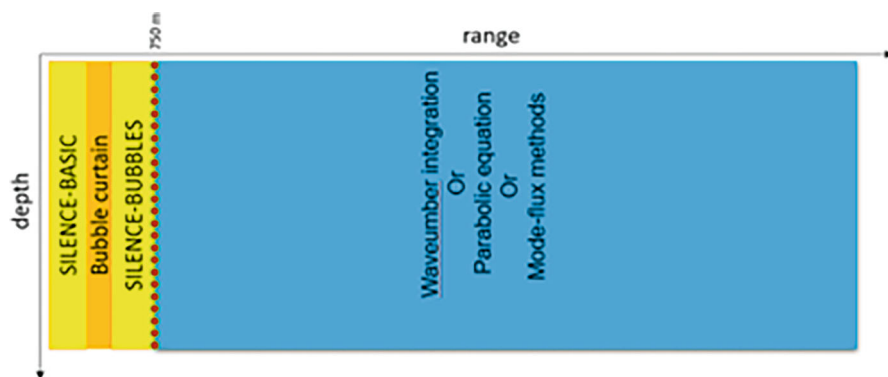 750 m
range
depth
SILENCE-BASIC
Bubble curtain
SILENCE-BUBBLES
Waveumber integration
Or
Parabolic equation
Or
Mode-flux methods